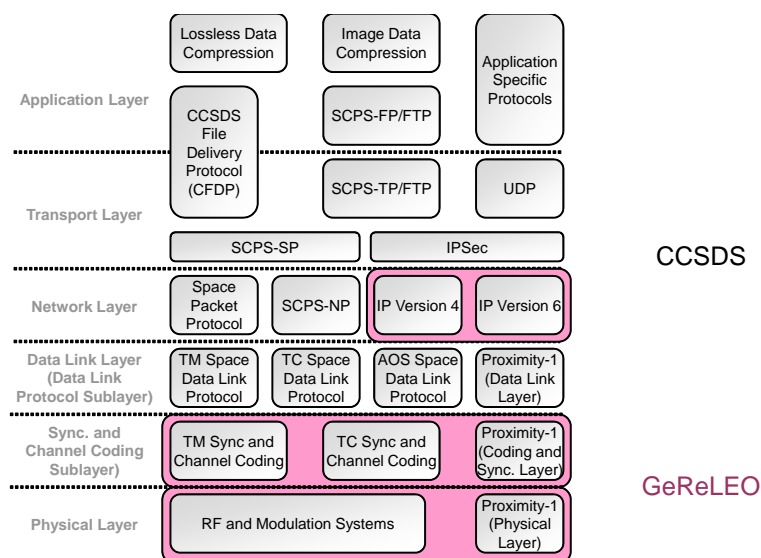 Lossless Data
Compression
Image Data
Compression
Application
Specific
Protocols
Application Layer
CCSDS
File
Delivery
Protocol
(CFDP)
SCPS-FP/FTP
SCPS-TP/FTP
UDP
Transport Layer
SCPS-SP
IPSec
CCSDS
Network Layer
Space
Packet
Protocol
SCPS-NP
IP Version 4
IP Version 6
Data Link Layer
(Data Link
Protocol Sublayer)
TM Space
Data Link
Protocol
TC Space
Data Link
Protocol
AOS Space
Data Link
Protocol
Proximity-1
(Data Link
Layer)
Sync. and
Channel Coding
Sublayer)
TM Sync and
Channel Coding
TC Sync and
Channel Coding
Proximity-1
(Coding and
Sync. Layer)
GeReLEO
Physical Layer
RF and Modulation Systems
Proximity-1
(Physical
Layer)